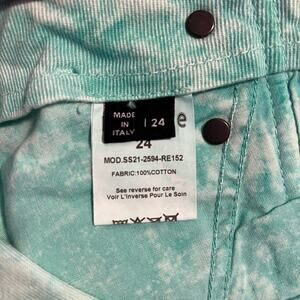 MADE
IN
ITALY
24
e
24
MOD.SS21-2594-RE152
FABRIC:100%COTTON
See reverse for care
Voir L'inverse Pour Le Soin